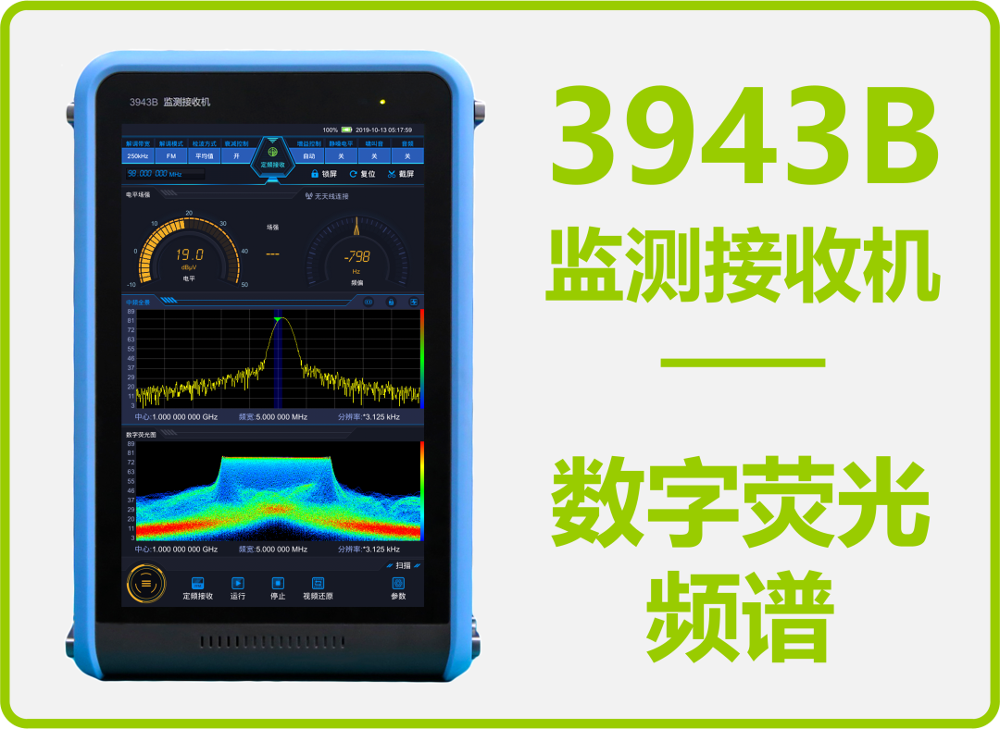 3943B 监测接收机
100% 2019-10-13 05:17:59
解调带宽 解调模式 检波方式 衰减控制 增益控制 静噪电平 啸叫音 音频
250kHz FM 平均值 开 定频接收 自动 关 关 关
98 000 000 MHz 锁屏 复位 截屏
电平场强 无天线连接
-10 0 10 20 30 40 50
19.0
dBμV
电平
场强
---
-798
Hz
频偏
中频全景
89
81
72
63
55
46
37
29
20
11
3
中心:1.000 000 000 GHz 频宽:5.000 000 MHz 分辨率:*3.125 kHz
数字荧光图
89
81
72
63
55
46
37
29
20
11
3
中心:1.000 000 000 GHz 频宽:5.000 000 MHz 分辨率:*3.125 kHz
扫描
定频接收 运行 停止 视频还原 参数
3943B
监测接收机
数字荧光
频谱